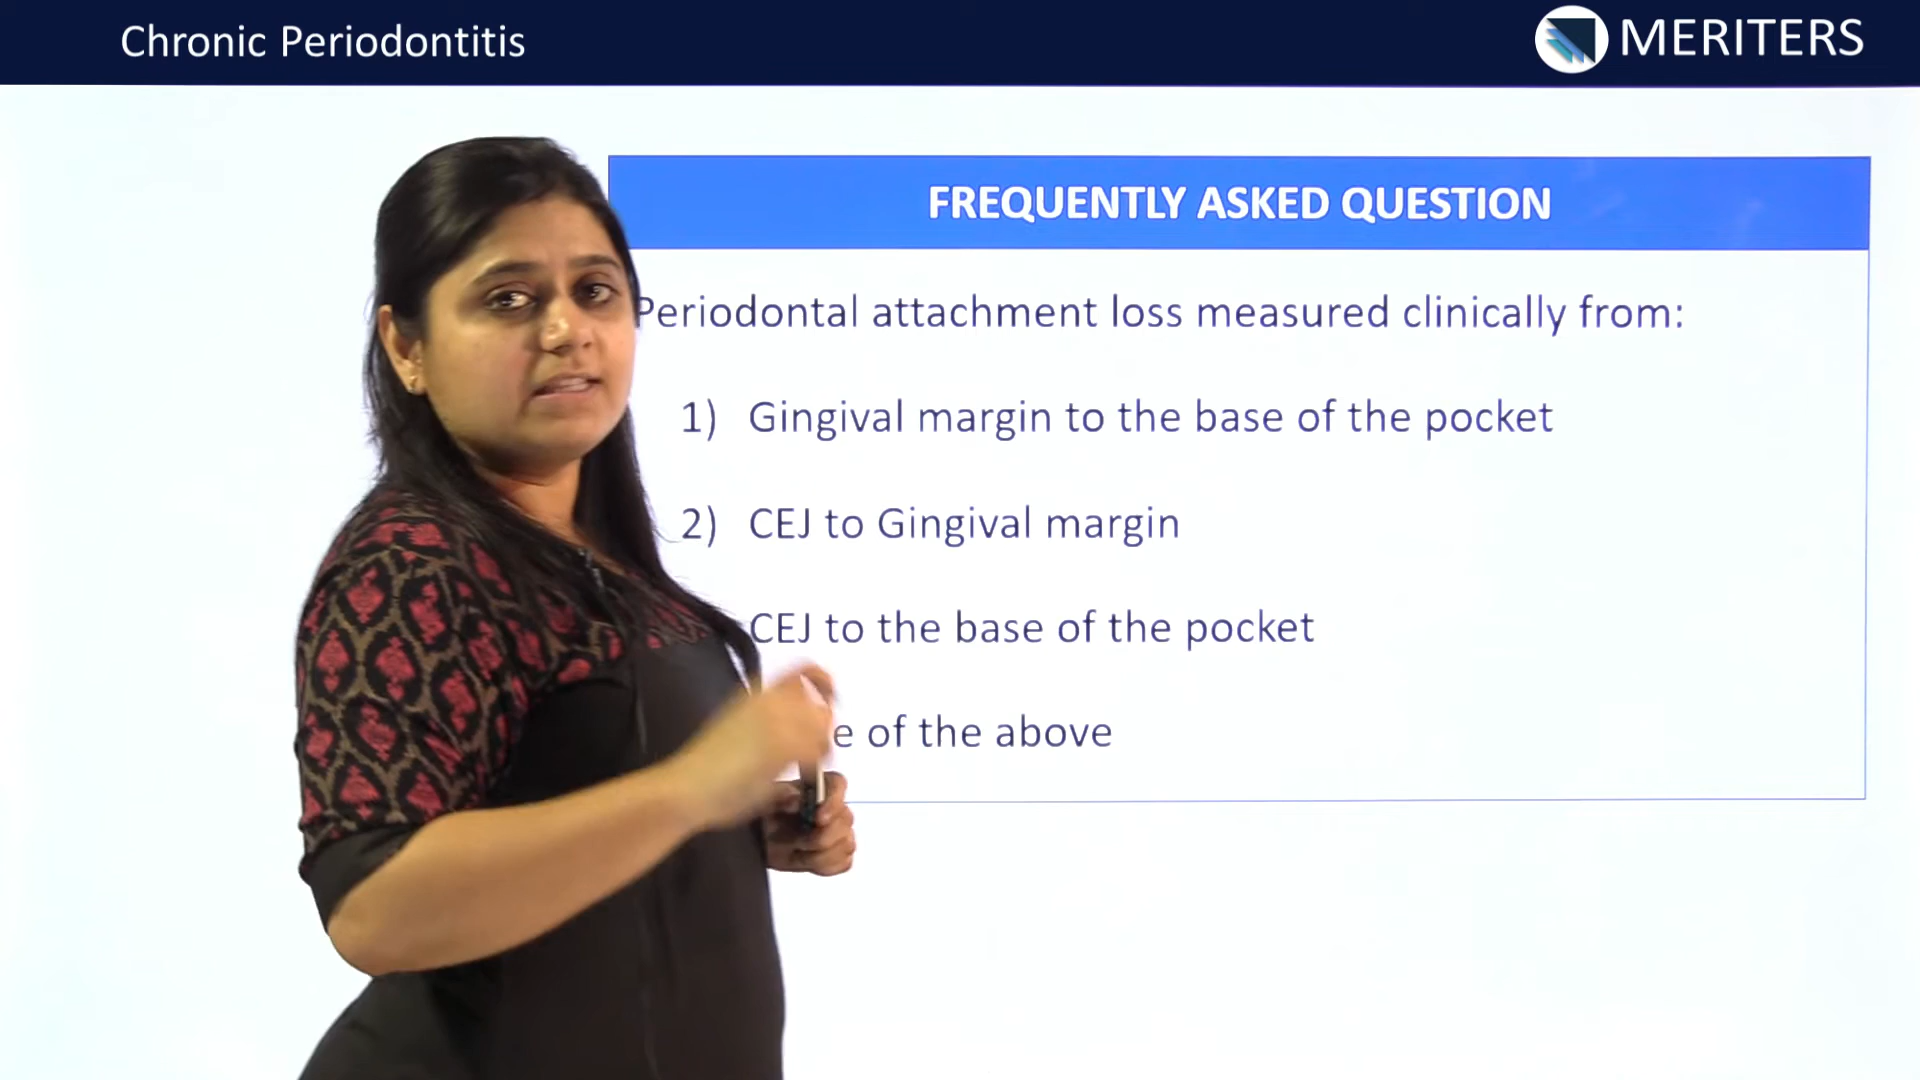 Chronic Periodontitis
MERITERS
FREQUENTLY ASKED QUESTION
Periodontal attachment loss measured clinically from:
1) Gingival margin to the base of the pocket
2) CEJ to Gingival margin
CEJ to the base of the pocket
of the above